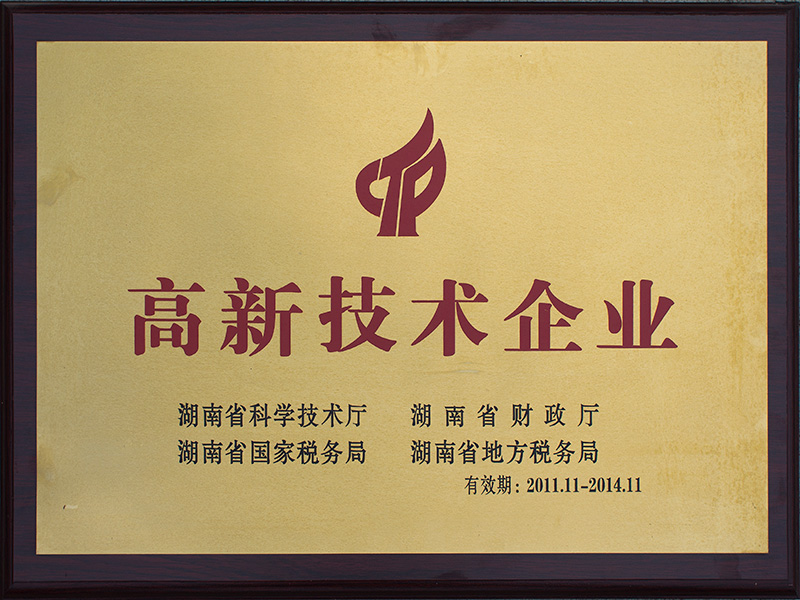 高新技术企业
湖南省科学技术厅 湖南省财政厅
湖南省国家税务局 湖南省地方税务局
有效期：2011.11-2014.11